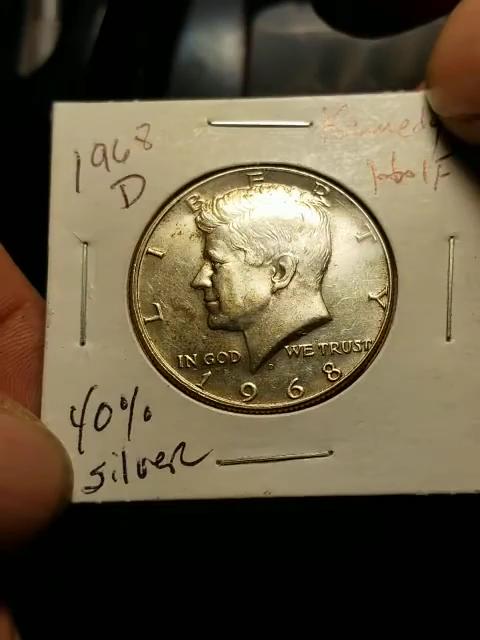 1968
D
Kennedy
half
LIBERTY
IN GOD WE TRUST
D
1968
40%
silver